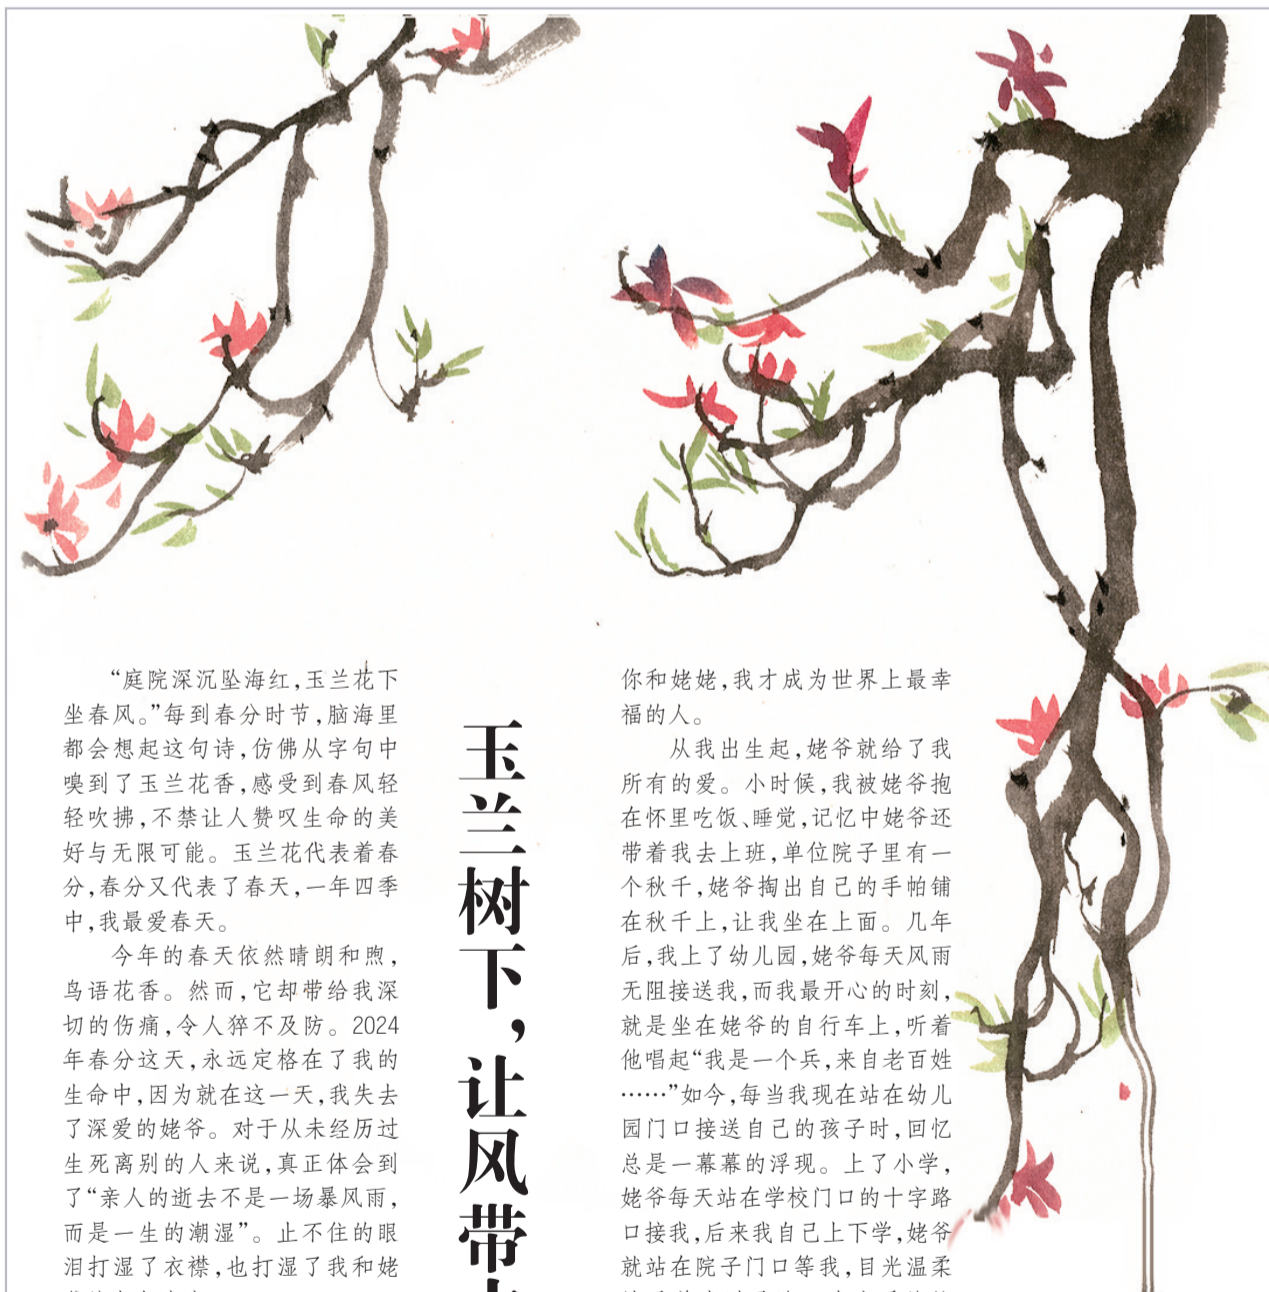 “庭院深沉坠海红，玉兰花下
坐春风。”每到春分时节，脑海里
都会想起这句诗，仿佛从字句中
嗅到了玉兰花香，感受到春风轻
轻吹拂，不禁让人赞叹生命的美
好与无限可能。玉兰花代表着春
分，春分又代表了春天，一年四季
中，我最爱春天。
今年的春天依然晴朗和煦，
鸟语花香。然而，它却带给我深
切的伤痛，令人猝不及防。2024
年春分这天，永远定格在了我的
生命中，因为就在这一天，我失去
了深爱的姥爷。对于从未经历过
生死离别的人来说，真正体会到
了“亲人的逝去不是一场暴风雨，
而是一生的潮湿”。止不住的眼
泪打湿了衣襟，也打湿了我和姥
玉兰树下，让风带
你和姥姥，我才成为世界上最幸
福的人。
从我出生起，姥爷就给了我
所有的爱。小时候，我被姥爷抱
在怀里吃饭、睡觉，记忆中姥爷还
带着我去上班，单位院子里有一
个秋千，姥爷掏出自己的手帕铺
在秋千上，让我坐在上面。几年
后，我上了幼儿园，姥爷每天风雨
无阻接送我，而我最开心的时刻，
就是坐在姥爷的自行车上，听着
他唱起“我是一个兵，来自老百姓
……”如今，每当我现在站在幼儿
园门口接送自己的孩子时，回忆
总是一幕幕的浮现。上了小学，
姥爷每天站在学校门口的十字路
口接我，后来我自己上下学，姥爷
就站在院子门口等我，目光温柔